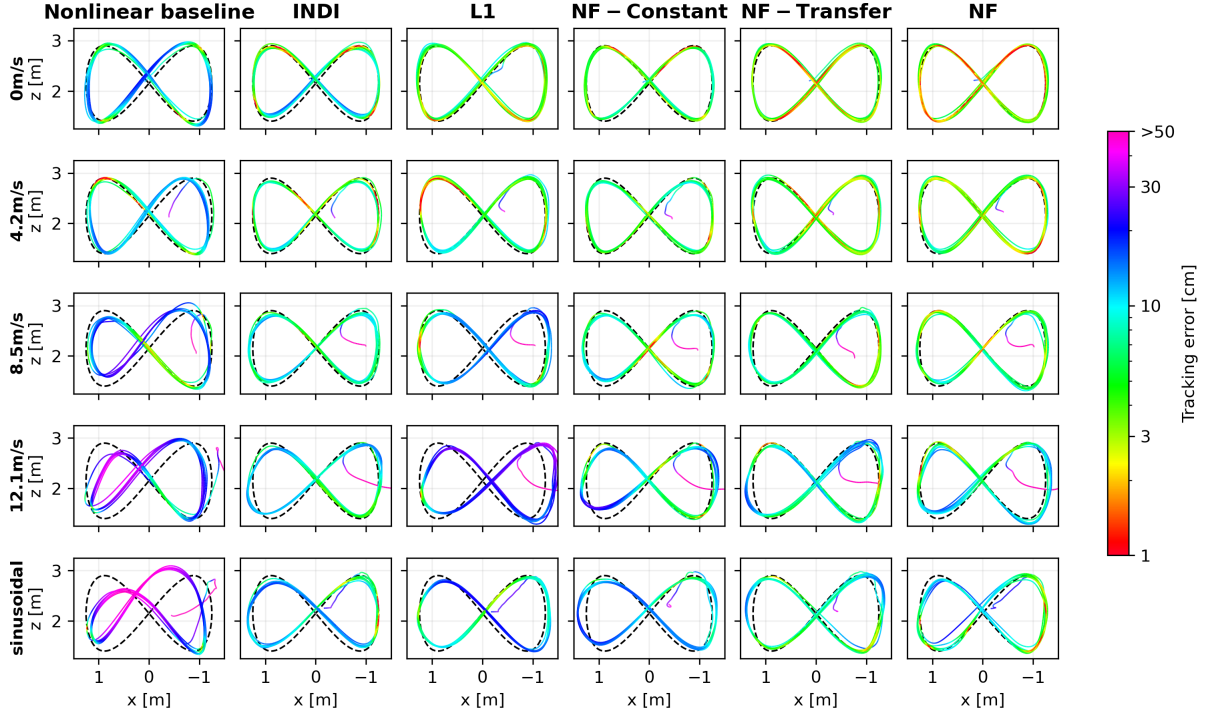 Nonlinear baseline INDI L1 NF − Constant NF − Transfer NF
0m/s
z [m]
3
2
4.2m/s
z [m]
3
2
8.5m/s
z [m]
3
2
12.1m/s
z [m]
3
2
sinusoidal
z [m]
3
2
1 0 −1 1 0 −1 1 0 −1 1 0 −1 1 0 −1 1 0 −1
x [m] x [m] x [m] x [m] x [m] x [m]
>50
30
10
3
1
Tracking error [cm]